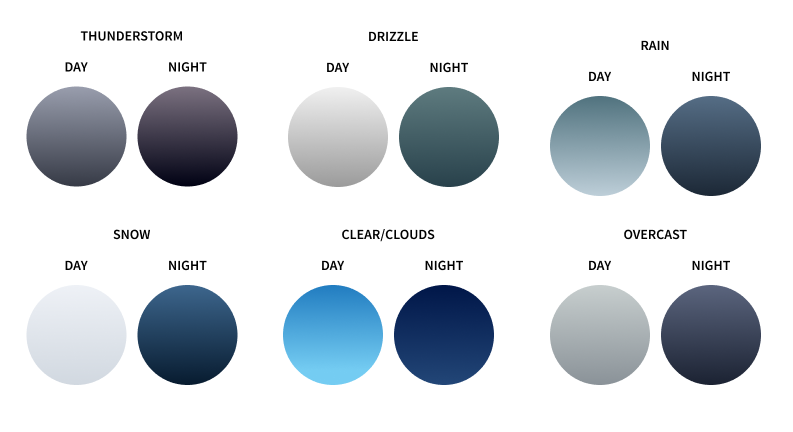 THUNDERSTORM
DAY NIGHT
DRIZZLE
DAY NIGHT
RAIN
DAY NIGHT
SNOW
DAY NIGHT
CLEAR/CLOUDS
DAY NIGHT
OVERCAST
DAY NIGHT